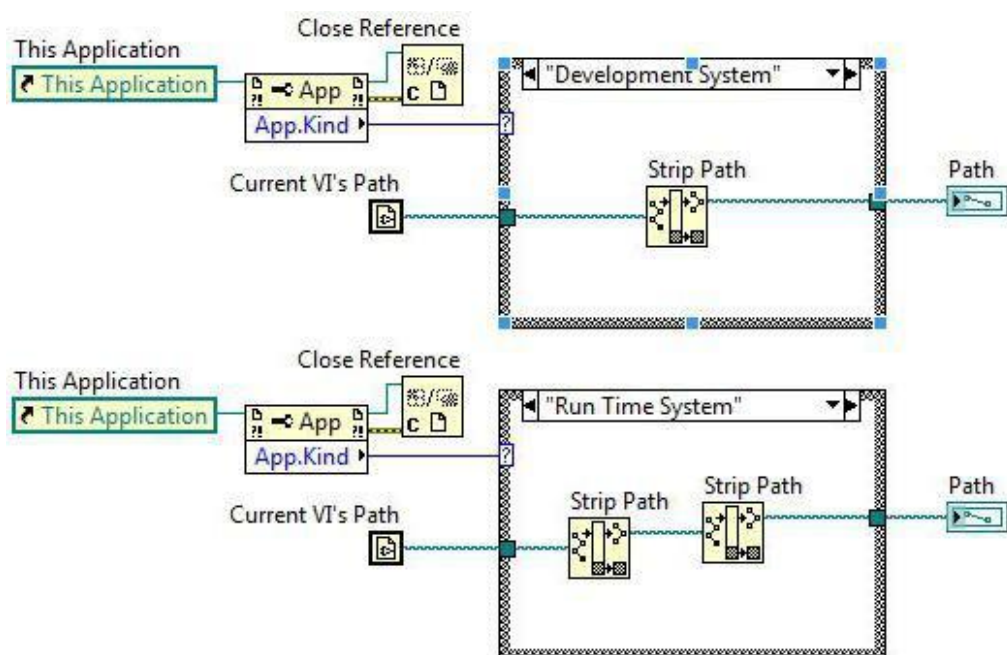 Close Reference
This Application
This Application
App
C
App.Kind
?
"Development System"
Current VI's Path
Strip Path
Path
Close Reference
This Application
This Application
App
C
App.Kind
?
"Run Time System"
Current VI's Path
Strip Path
Strip Path
Path